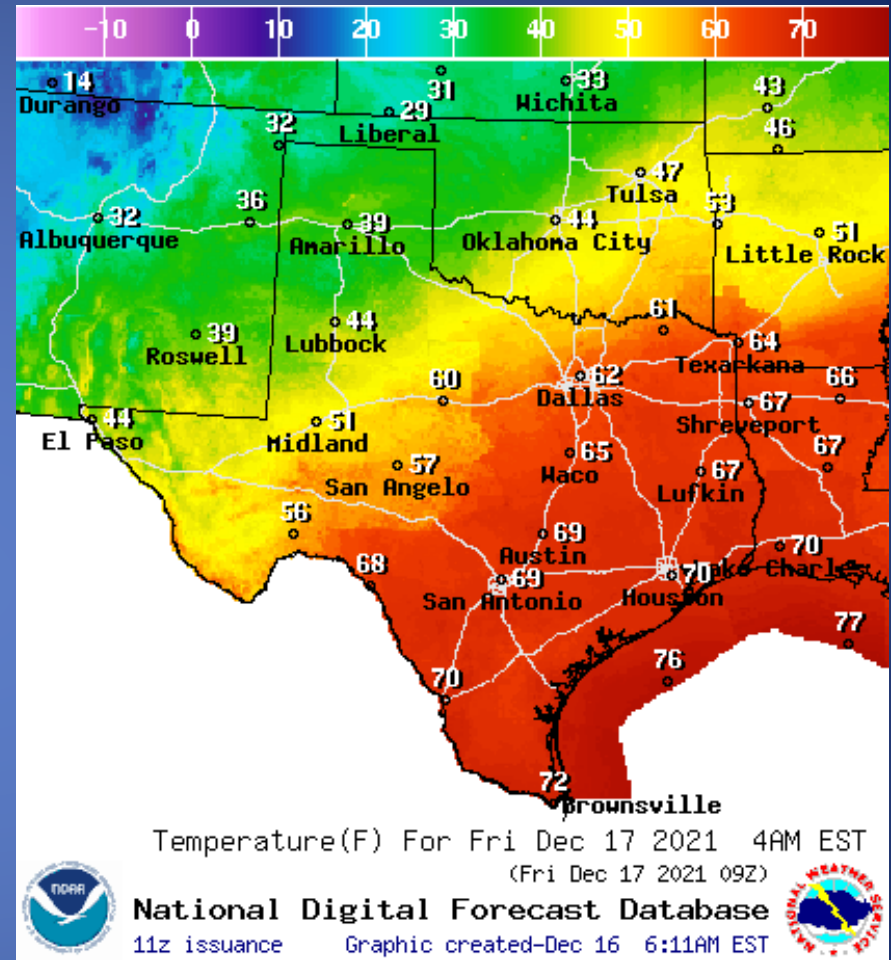 -10 0 10 20 30 40 50 60 70
14
Durango
31
33
Wichita
43
29
Liberal
32
46
47
Tulsa
36
32
Albuquerque
39
Amarillo
44
Oklahoma City
53
51
Little Rock
39
Roswell
44
Lubbock
61
64
Texarkana
62
Dallas
60
67
Shreveport
66
44
El Paso
51
Midland
57
San Angelo
65
Waco
67
Lufkin
67
56
69
Austin
70
Lake Charles
68
69
San Antonio
70
Houston
77
76
70
72
Brownsville
Temperature(F) For Fri Dec 17 2021 4AM EST
(Fri Dec 17 2021 09Z)
NOAA
National Digital Forecast Database
11z issuance Graphic created-Dec 16 6:11AM EST
NATIONAL WEATHER SERVICE